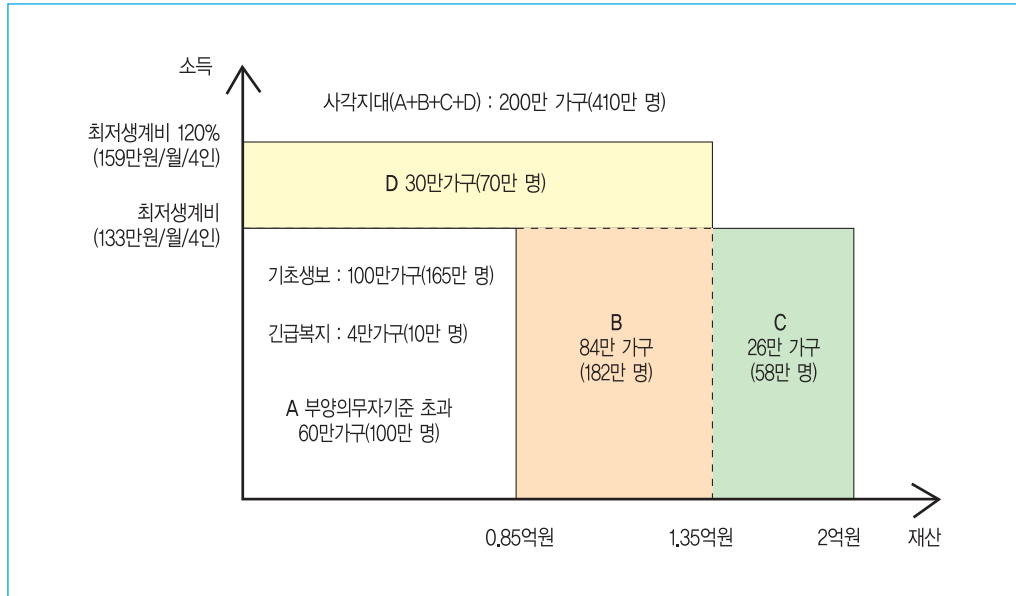 소득
사각지대(A+B+C+D) : 200만 가구(410만 명)
최저생계비 120%
(159만원/월/4인)
D 30만가구(70만 명)
최저생계비
(133만원/월/4인)
기초생보 : 100만가구(165만 명)
긴급복지 : 4만가구(10만 명)
A 부양의무자기준 초과
60만가구(100만 명)
B
84만 가구
(182만 명)
C
26만 가구
(58만 명)
0.85억원
1.35억원
2억원
재산